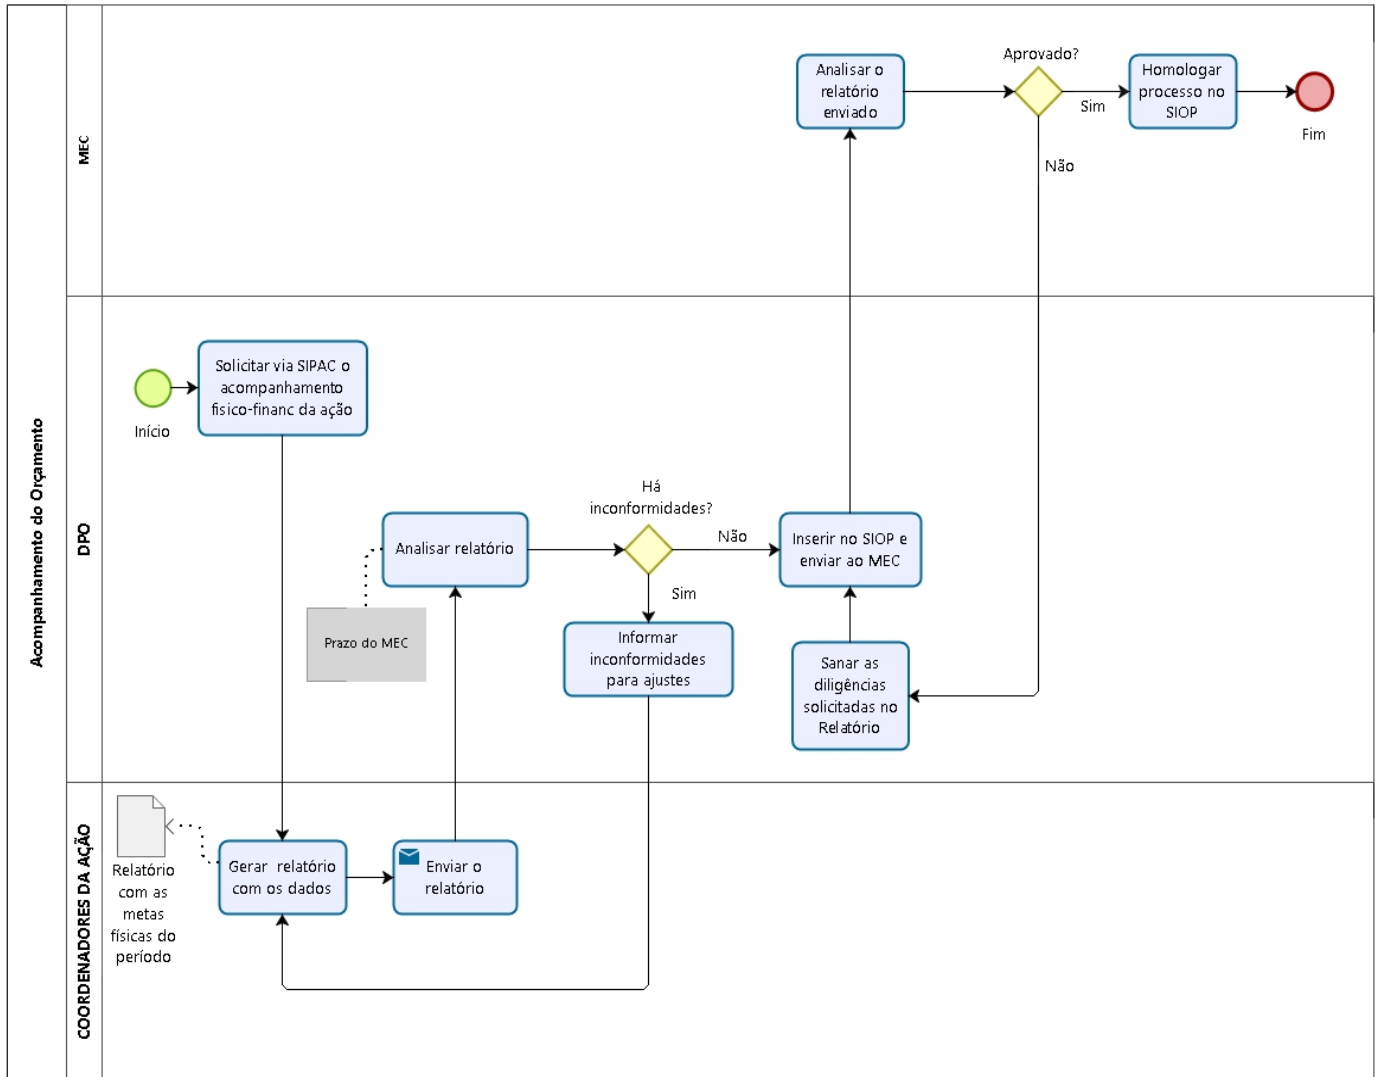 Acompanhamento do Orçamento
MEC
Analisar o
relatório
enviado
Aprovado?
Sim
Não
Homologar
processo no
SIOP
Fim
DPO
Início
Solicitar via SIPAC o
acompanhamento
fisico-financ da ação
Analisar relatório
Prazo do MEC
Há
inconformidades?
Não
Sim
Informar
inconformidades
para ajustes
Inserir no SIOP e
enviar ao MEC
Sanar as
diligências
solicitadas no
Relatório
COORDENADORES DA AÇÃO
Relatório
com as
metas
físicas do
período
Gerar relatório
com os dados
Enviar o
relatório